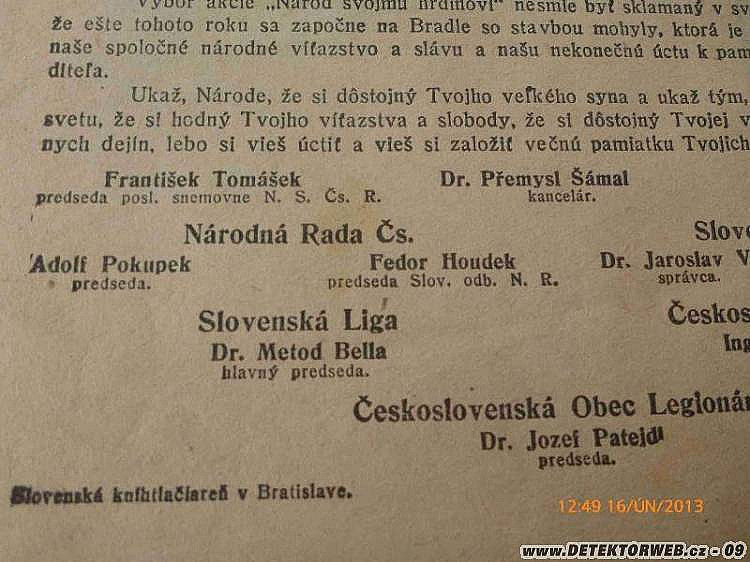 Výbor akcie „Národ svojmu hrdinovi“ nesmie byť sklamaný v
že ešte tohoto roku sa započne na Bradle so stavbou mohyly, ktorá je
naše spoločné národné víťazstvo a slávu a našu nekonečnú úctu k
diteľa.
Ukaž, Národe, že si dôstojný Tvojho veľkého syna a ukaž tým,
svetu, že si hodný Tvojho víťazstva a slobody, že si dôstojný Tvojej
nych dejín, lebo si vieš úctiť a vieš si založiť večnú pamiatku Tvojich
František Tomášek Dr. Přemysl Šámal
predseda posl. snemovne N. S. Čs. R. kancelár.
Národná Rada Čs. Slove
Adolf Pokupek Fedor Houdek Dr. Jaroslav V
predseda. predseda Slov. odb. N. R. správca.
Slovenská Liga Českos
Dr. Metod Bella Ing
hlavný predseda.
Československá Obec Legionár
Dr. Jozef Patejdl
predseda.
Slovenská kníhtlačiareň v Bratislave.
12:49 16/ÚN/2013
www.DETEKTORWEB.cz - 09